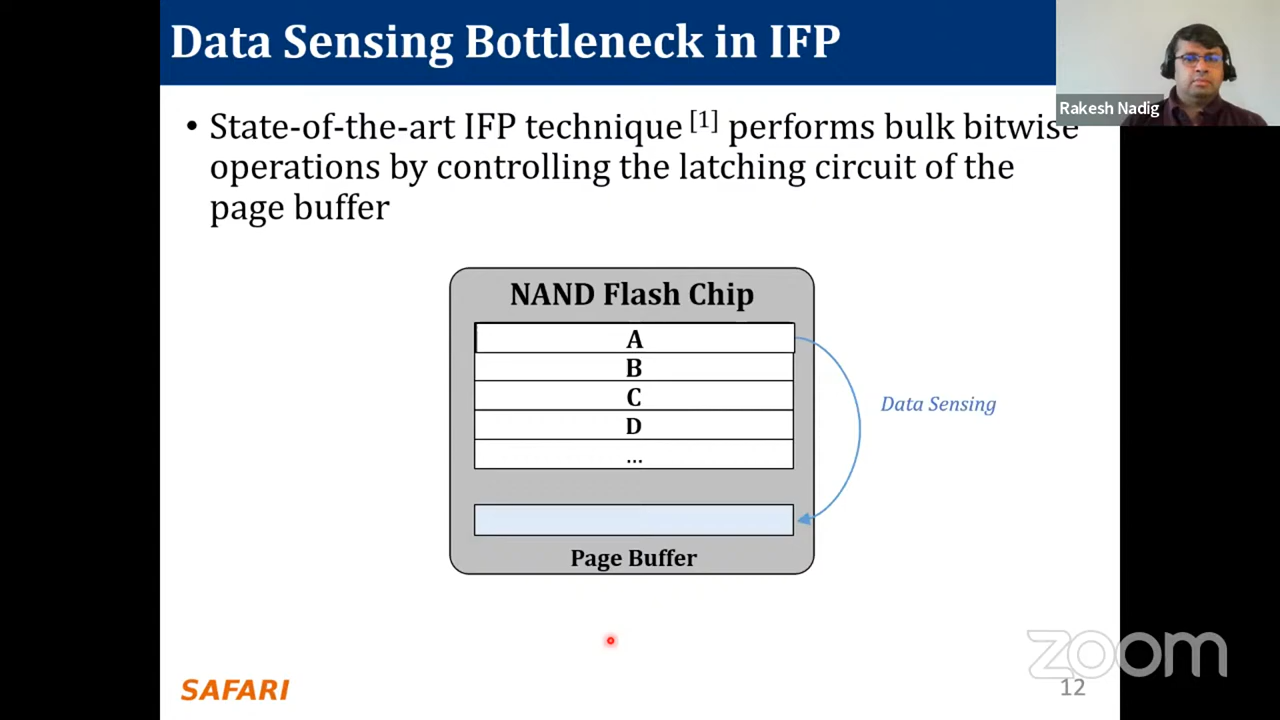 Data Sensing Bottleneck in IFP
Rakesh Nadig
• State-of-the-art IFP technique [1] performs bulk bitwise
operations by controlling the latching circuit of the
page buffer
NAND Flash Chip
A
B
C
D
...
Data Sensing
Page Buffer
zoom
SAFARI
12